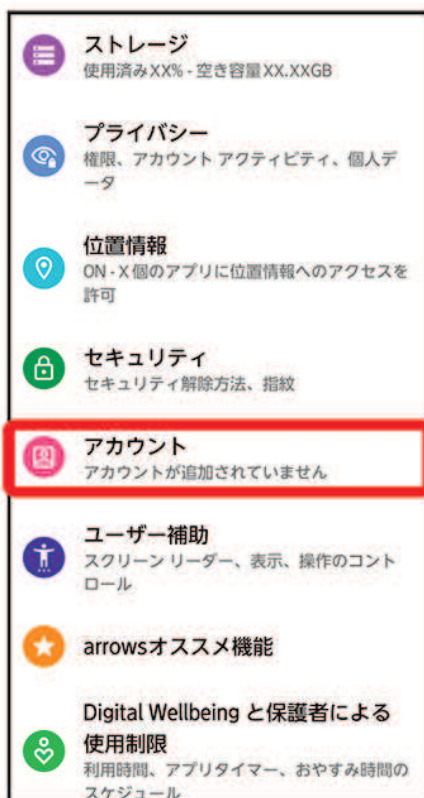 ストレージ
使用済みXX% - 空き容量XX.XXGB
プライバシー
権限、アカウント アクティビティ、個人デ
ータ
位置情報
ON - X 個のアプリに位置情報へのアクセスを
許可
セキュリティ
セキュリティ解除方法、指紋
アカウント
アカウントが追加されていません
ユーザー補助
スクリーン リーダー、表示、操作のコント
ロール
arrowsオススメ機能
Digital Wellbeing と保護者による
使用制限
利用時間、アプリタイマー、おやすみ時間の
スケジュール